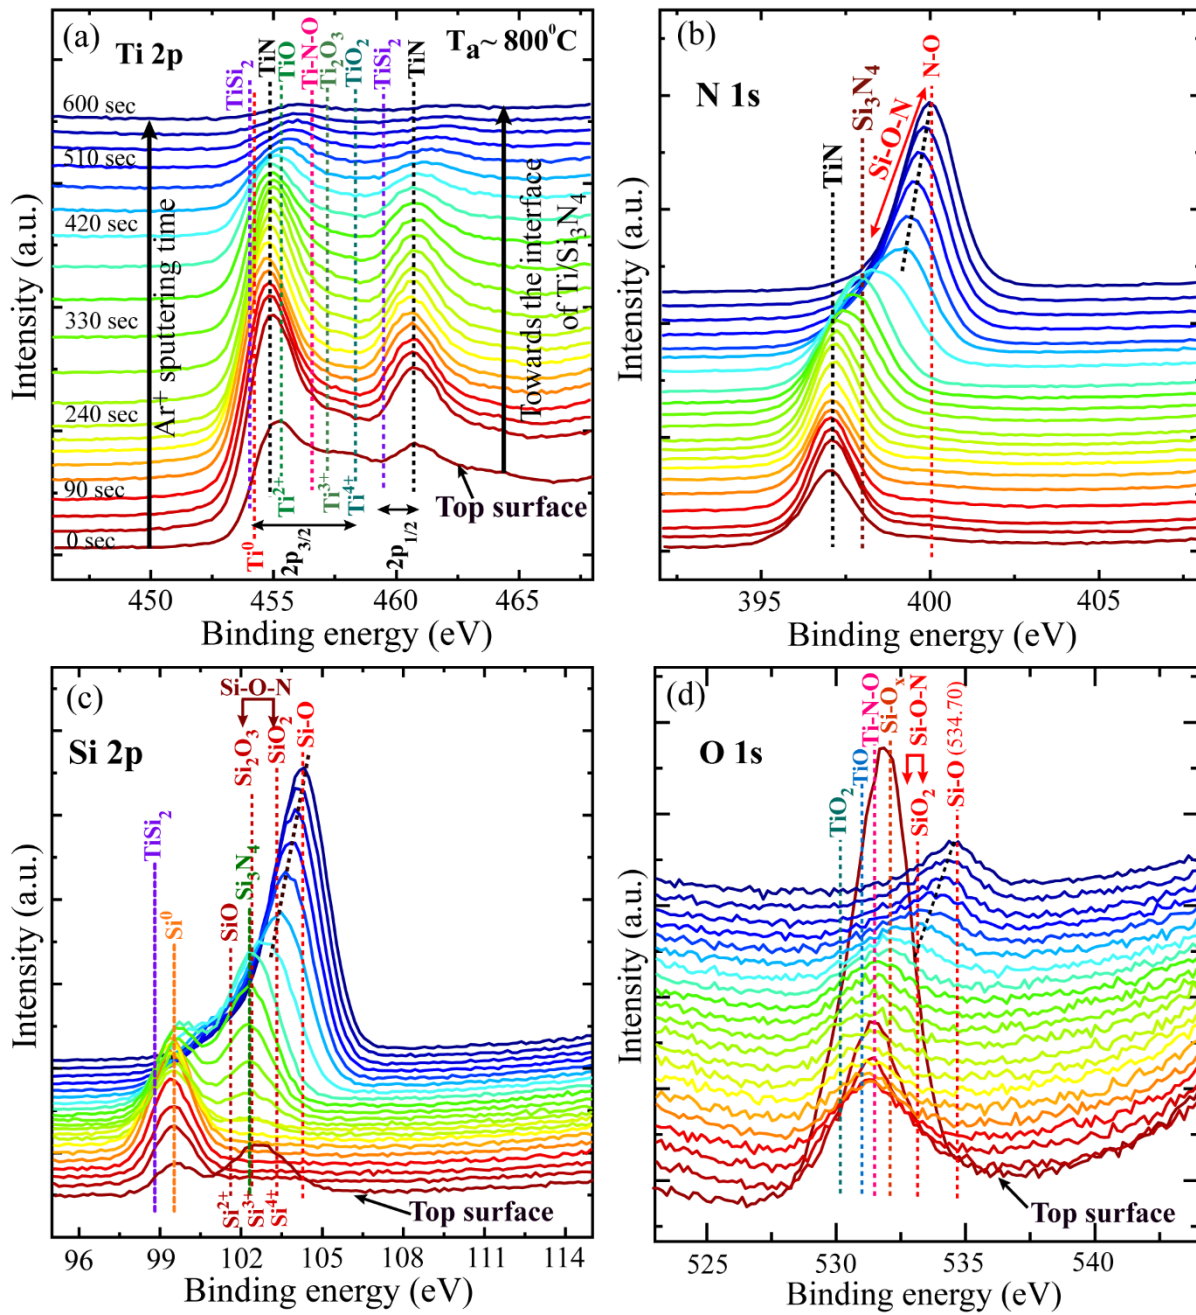 (a)
Ti 2p
Tₐ~ 800⁰C
TiSi₂
TiN
TiO
Ti-N-O
Ti₂O₃
TiO₂
TiSi₂
TiN
600 sec
510 sec
420 sec
330 sec
240 sec
90 sec
0 sec
Ar⁺ sputtering time
Towards the interface
of Ti/Si₃N₄
Top surface
Ti⁰
Ti²⁺
Ti³⁺
Ti⁴⁺
2p₃/₂
2p₁/₂
Intensity (a.u.)
450 455 460 465
Binding energy (eV)
(b)
N 1s
TiN
Si₃N₄
Si-O-N
N-O
Intensity (a.u.)
395 400 405
Binding energy (eV)
(c)
Si 2p
Si-O-N
TiSi₂
Si⁰
SiO
Si₂O₃
Si₃N₄
SiO₂
Si-O
Si²⁺
Si³⁺
Si⁴⁺
Top surface
Intensity (a.u.)
96 99 102 105 108 111 114
Binding energy (eV)
(d)
O 1s
TiO₂
TiO
Ti-N-O
Si-Oₓ
SiO₂
Si-O-N
Si-O (534.70)
Top surface
Intensity (a.u.)
525 530 535 540
Binding energy (eV)